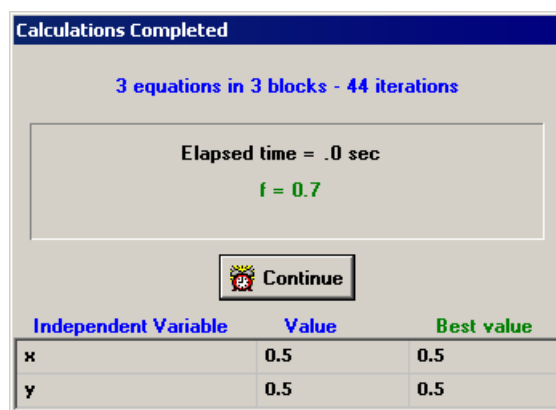 Calculations Completed
3 equations in 3 blocks - 44 iterations
Elapsed time = .0 sec
f = 0.7
Continue
Independent Variable Value Best value
x 0.5 0.5
y 0.5 0.5